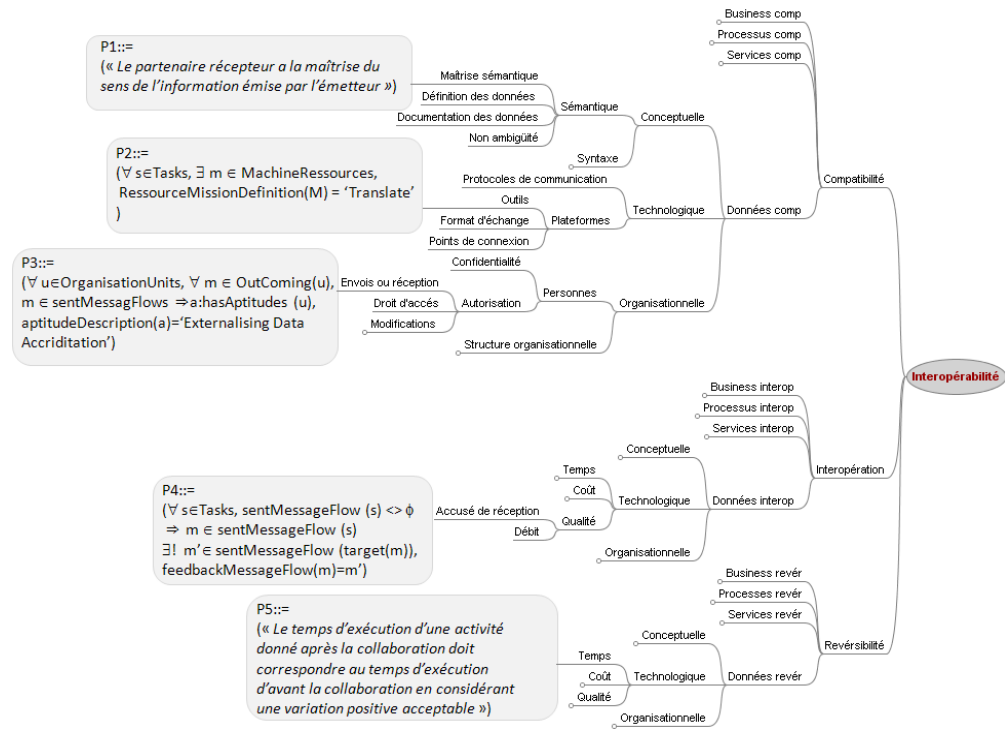 Business comp
Processus comp
Services comp
P1::=
(« Le partenaire récepteur a la maîtrise du
sens de l'information émise par l'émetteur »)
Maîtrise sémantique
Définition des données
Documentation des données
Non ambigüité
Sémantique
Syntaxe
Conceptuelle
P2::=
(∀ s∈Tasks, ∃ m ∈ MachineRessources,
RessourceMissionDefinition(M) = 'Translate'
)
Protocoles de communication
Outils
Format d'échange
Points de connexion
Plateformes
Technologique
Données comp
Compatibilité
P3::=
(∀ u∈OrganisationUnits, ∀ m ∈ OutComing(u),
m ∈ sentMessagFlows ⇒a:hasAptitudes (u),
aptitudeDescription(a)='Externalising Data
Accriditation')
Confidentialité
Envois ou réception
Droit d'accés
Modifications
Autorisation
Personnes
Structure organisationnelle
Organisationnelle
Interopérabilité
Business interop
Processus interop
Services interop
Conceptuelle
P4::=
(∀ s∈Tasks, sentMessageFlow (s) <> ϕ
⇒ m ∈ sentMessageFlow (s)
∃! m'∈ sentMessageFlow (target(m)),
feedbackMessageFlow(m)=m')
Temps
Coût
Accusé de réception
Débit
Qualité
Technologique
Organisationnelle
Données interop
Interopération
Business revér
Processes revér
Services revér
P5::=
(« Le temps d'exécution d'une activité
donné après la collaboration doit
correspondre au temps d'exécution
d'avant la collaboration en considérant
une variation positive acceptable »)
Conceptuelle
Temps
Coût
Qualité
Technologique
Organisationnelle
Données revér
Revérsibilité